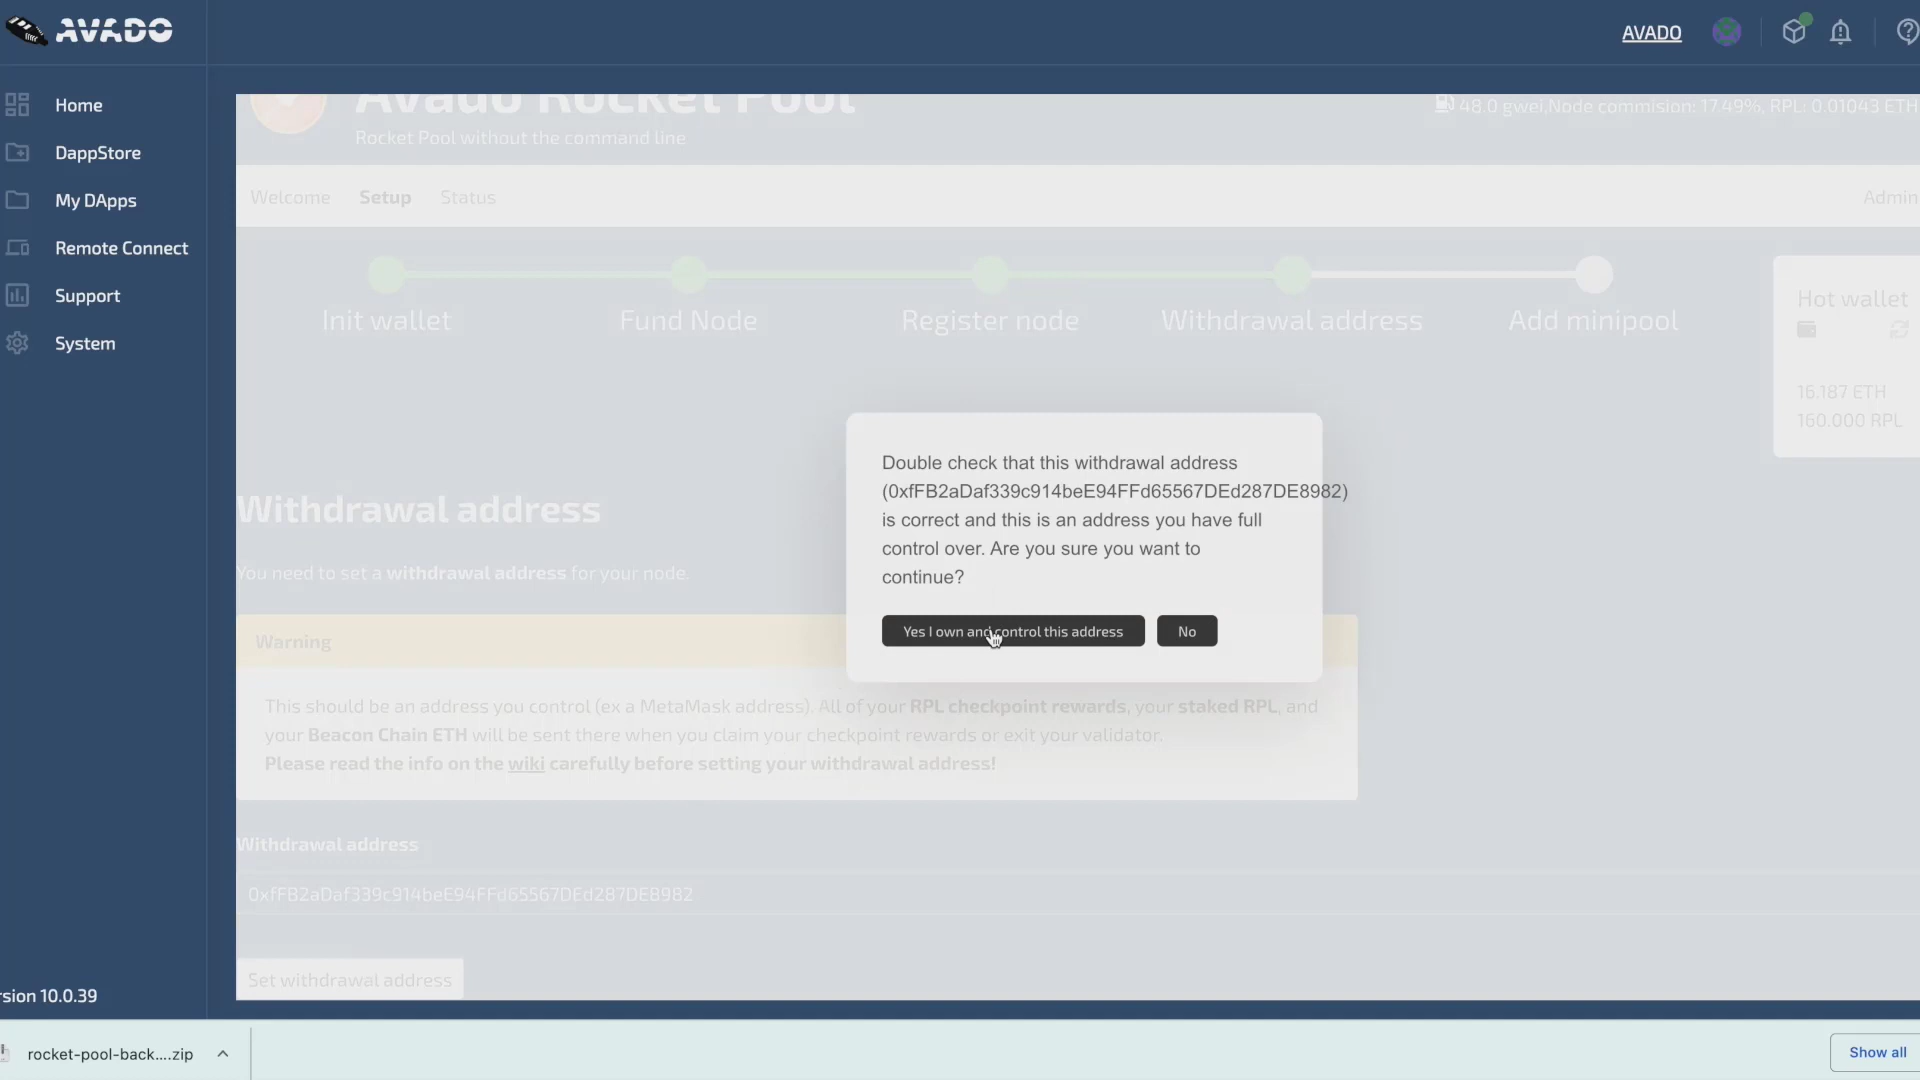 AVADO
AVADO
Home
DappStore
My DApps
Remote Connect
Support
System
rsion 10.0.39
Avado Rocket Pool
Rocket Pool without the command line
48.0 gwei,Node commision: 17.49%, RPL: 0.01043 ETH
Welcome Setup Status Admin
Init wallet
Fund Node
Register node
Withdrawal address
Add minipool
Hot wallet
16.187 ETH
160.000 RPL
Double check that this withdrawal address
(0xfFB2aDaf339c914beE94FFd65567DEd287DE8982)
is correct and this is an address you have full
control over. Are you sure you want to
continue?
Yes I own and control this address
No
Withdrawal address
You need to set a withdrawal address for your node.
Warning
This should be an address you control (ex a MetaMask address). All of your RPL checkpoint rewards, your staked RPL, and
your Beacon Chain ETH will be sent there when you claim your checkpoint rewards or exit your validator.
Please read the info on the wiki carefully before setting your withdrawal address!
Withdrawal address
0xfFB2aDaf339c914beE94FFd65567DEd287DE8982
Set withdrawal address
rocket-pool-back....zip
Show all